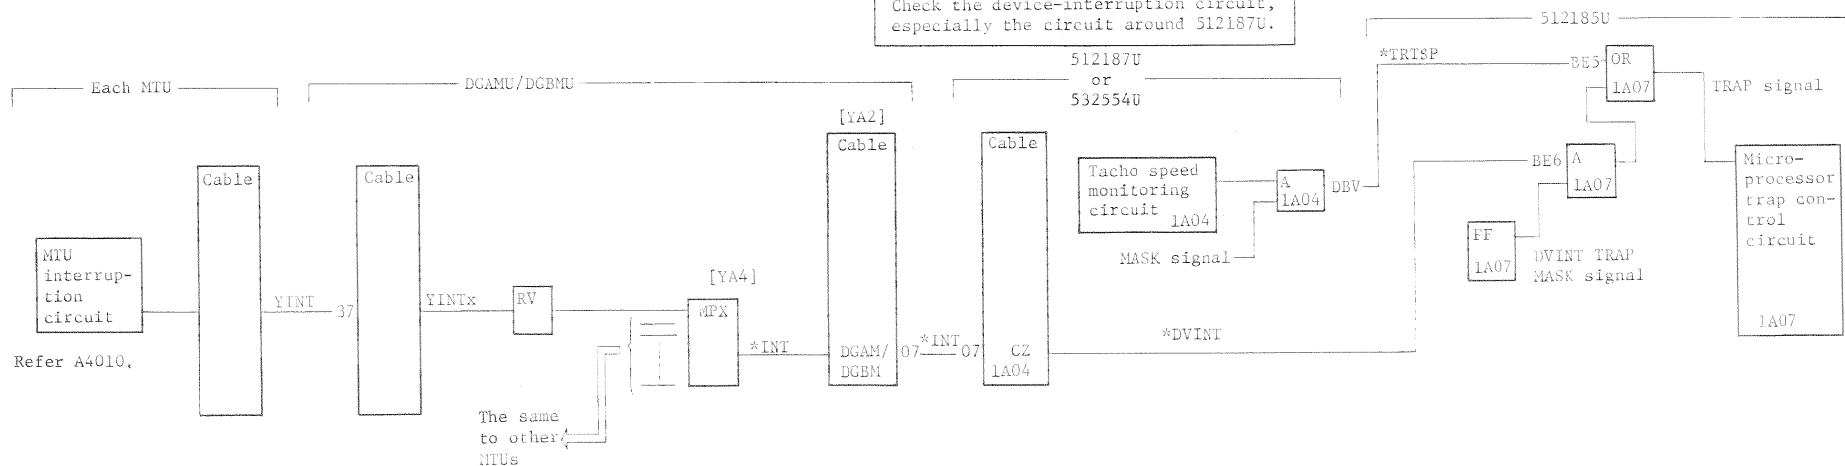 Check the device-interruption circuit,
especially the circuit around 512187U.
512185U
512187U
or
532554U
Each MTU
DGAMU/DGBMU
*TRTSP
BE5
OR
1A07
TRAP signal
[YA2]
Cable
Cable
Cable
Cable
Tacho speed
monitoring
circuit
1A04
A
1A04
DBV
MASK signal
BE6
A
1A07
FF
1A07
DVINT TRAP
MASK signal
Micro-
processor
trap con-
trol
circuit
1A07
MTU
interrup-
tion
circuit
YINT
37
YINTx
RV
[YA4]
MPX
*INT
DGAM/
DGBM
07
*INT
07
CZ
1A04
*DVINT
Refer A4010.
The same
to other
MTUs